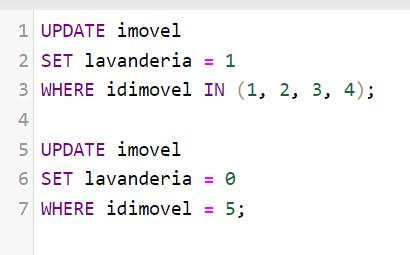 1 UPDATE imovel
2 SET lavanderia = 1
3 WHERE idimovel IN (1, 2, 3, 4);
4
5 UPDATE imovel
6 SET lavanderia = 0
7 WHERE idimovel = 5;